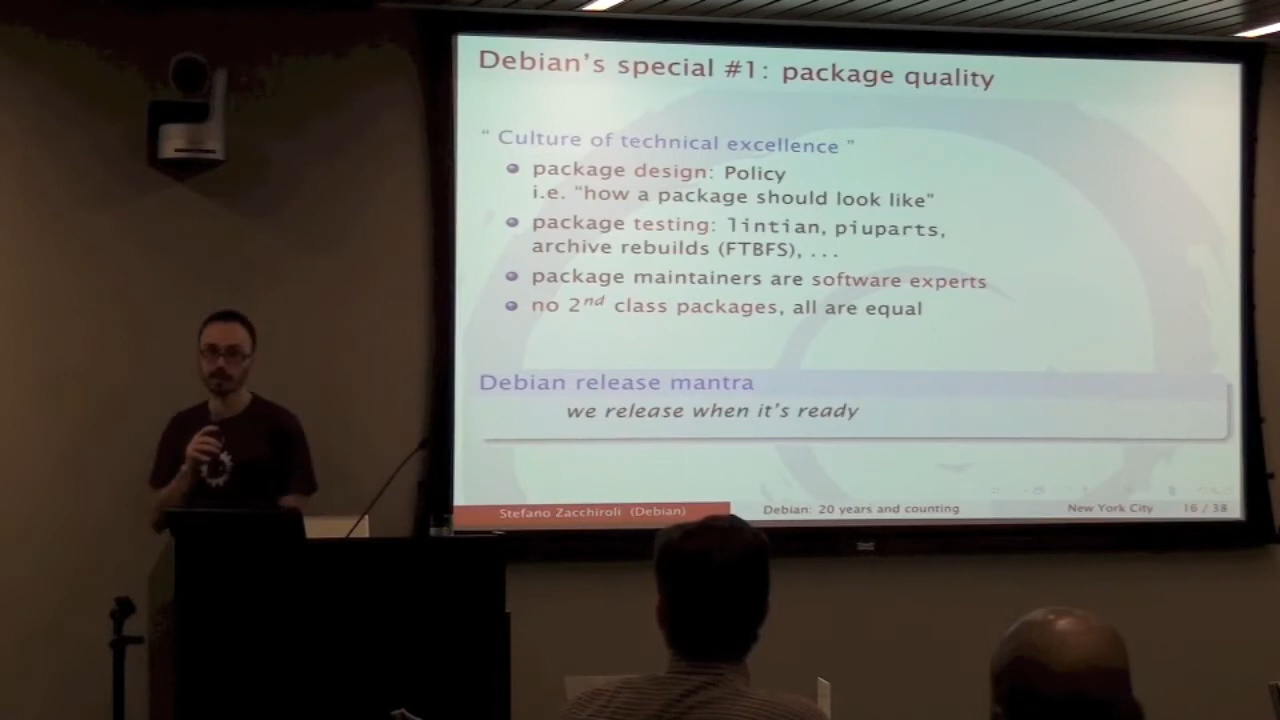 Debian's special #1: package quality
“ Culture of technical excellence ”
package design: Policy
i.e. "how a package should look like"
package testing: lintian, piuparts,
archive rebuilds (FTBFS), ...
package maintainers are software experts
no 2nd class packages, all are equal
Debian release mantra
we release when it's ready
Stefano Zacchiroli (Debian) Debian: 20 years and counting New York City 16 / 38